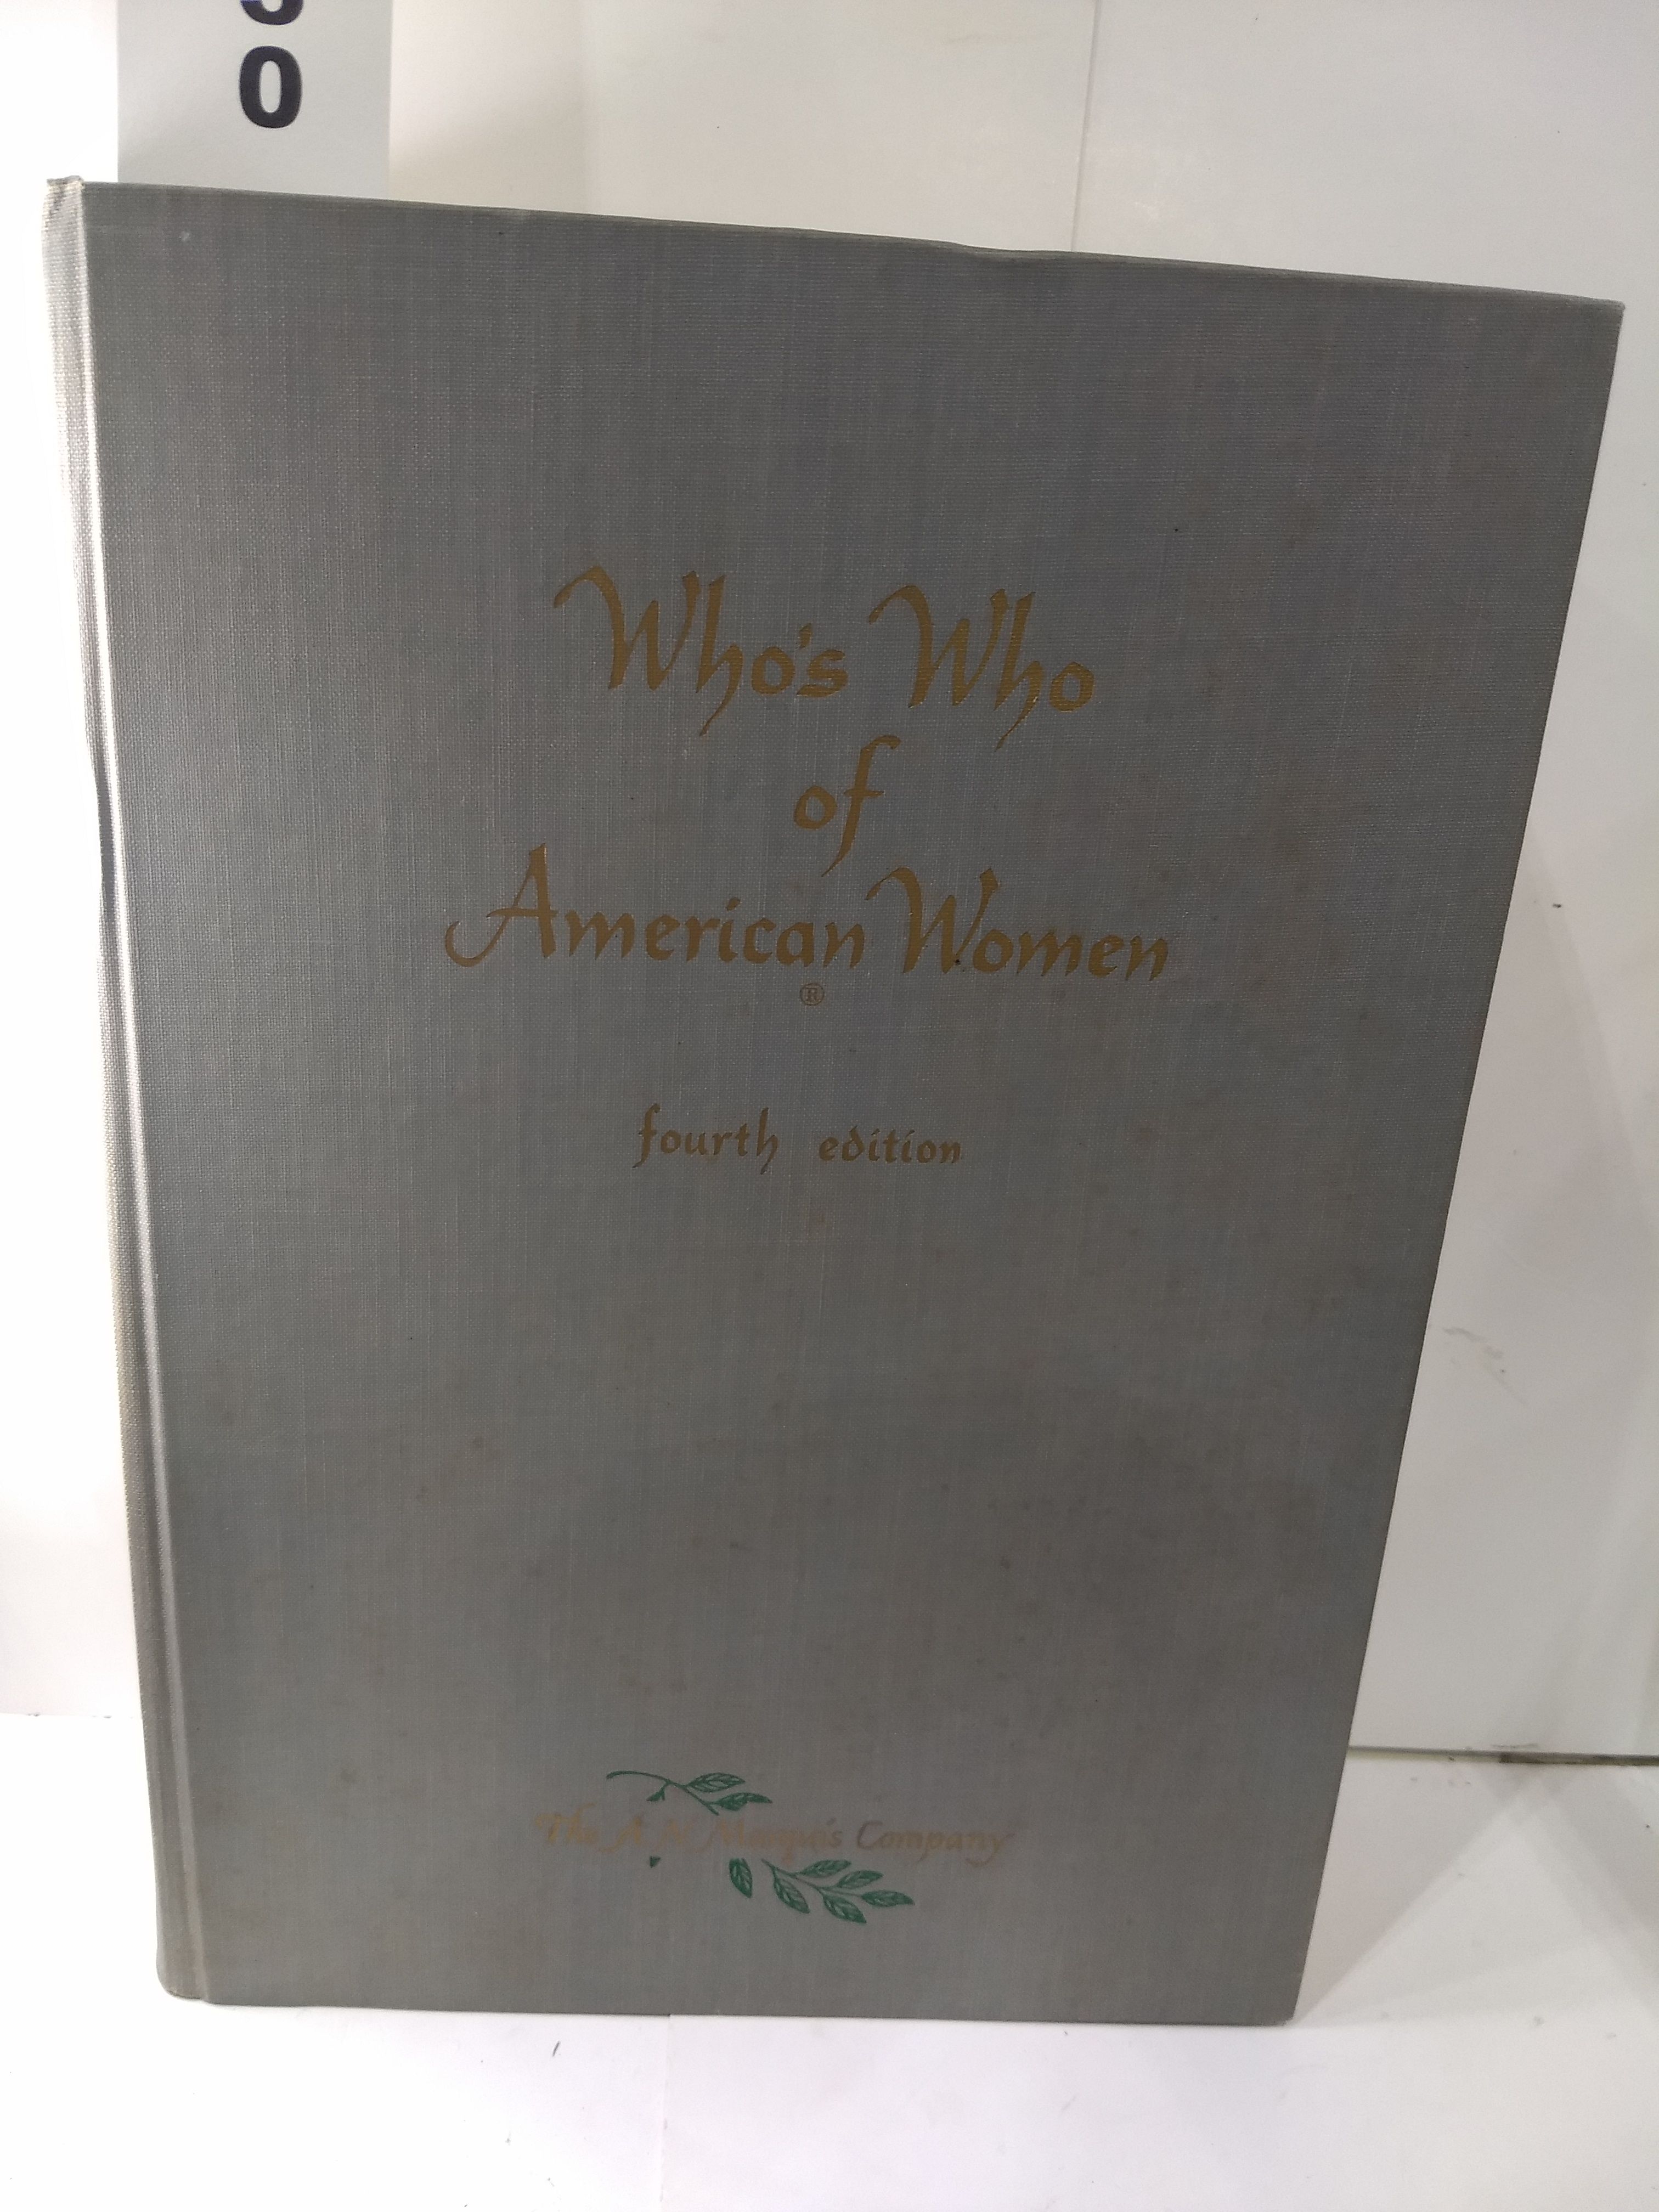 0
Who's Who
of
American Women
®
fourth edition
The A N Marquis Company